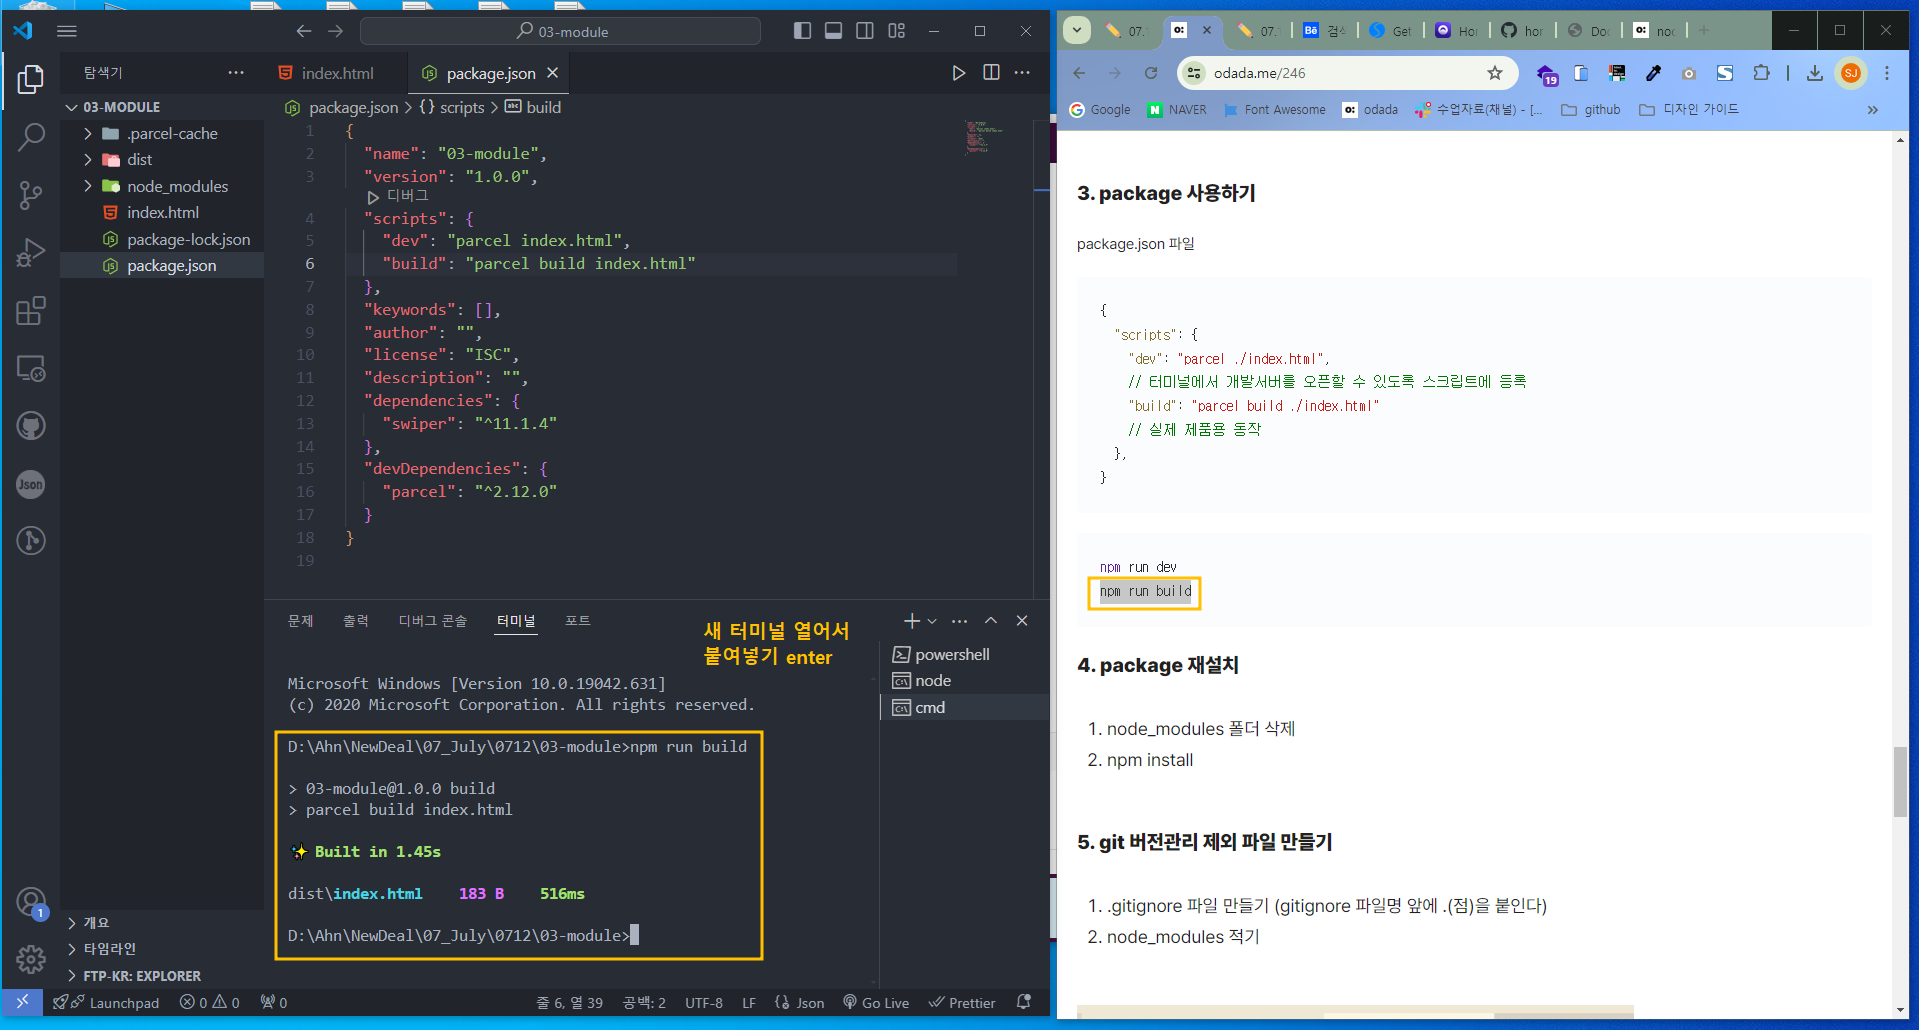 03-module
탐색기
index.html
package.json
03-MODULE
package.json > {} scripts > build
.parcel-cache
dist
node_modules
index.html
package-lock.json
package.json
1 {
2 "name": "03-module",
3 "version": "1.0.0",
디버그
4 "scripts": {
5 "dev": "parcel index.html",
6 "build": "parcel build index.html"
7 },
8 "keywords": [],
9 "author": "",
10 "license": "ISC",
11 "description": "",
12 "dependencies": {
13 "swiper": "^11.1.4"
14 },
15 "devDependencies": {
16 "parcel": "^2.12.0"
17 }
18 }
19
Json
문제 출력 디버그 콘솔 터미널 포트
새 터미널 열어서
붙여넣기 enter
powershell
node
cmd
Microsoft Windows [Version 10.0.19042.631]
(c) 2020 Microsoft Corporation. All rights reserved.
D:\Ahn\NewDeal\07_July\0712\03-module>npm run build
> 03-module@1.0.0 build
> parcel build index.html
✨ Built in 1.45s
dist\index.html 183 B 516ms
D:\Ahn\NewDeal\07_July\0712\03-module>
1
개요
타임라인
FTP-KR: EXPLORER
Launchpad 0 0 0 줄 6, 열 39 공백: 2 UTF-8 LF {} Json Go Live Prettier
07. o: 07. Bē 검색 Get Hor hor Doc o: noc
odada.me/246
19
SJ
Google NAVER Font Awesome o: odada 수업자료(채널) - [... github 디자인 가이드 »
3. package 사용하기
package.json 파일
{
"scripts": {
"dev": "parcel ./index.html",
// 터미널에서 개발서버를 오픈할 수 있도록 스크립트에 등록
"build": "parcel build ./index.html"
// 실제 제품용 동작
},
}
npm run dev
npm run build
4. package 재설치
1. node_modules 폴더 삭제
2. npm install
5. git 버전관리 제외 파일 만들기
1. .gitignore 파일 만들기 (gitignore 파일명 앞에 .(점)을 붙인다)
2. node_modules 적기